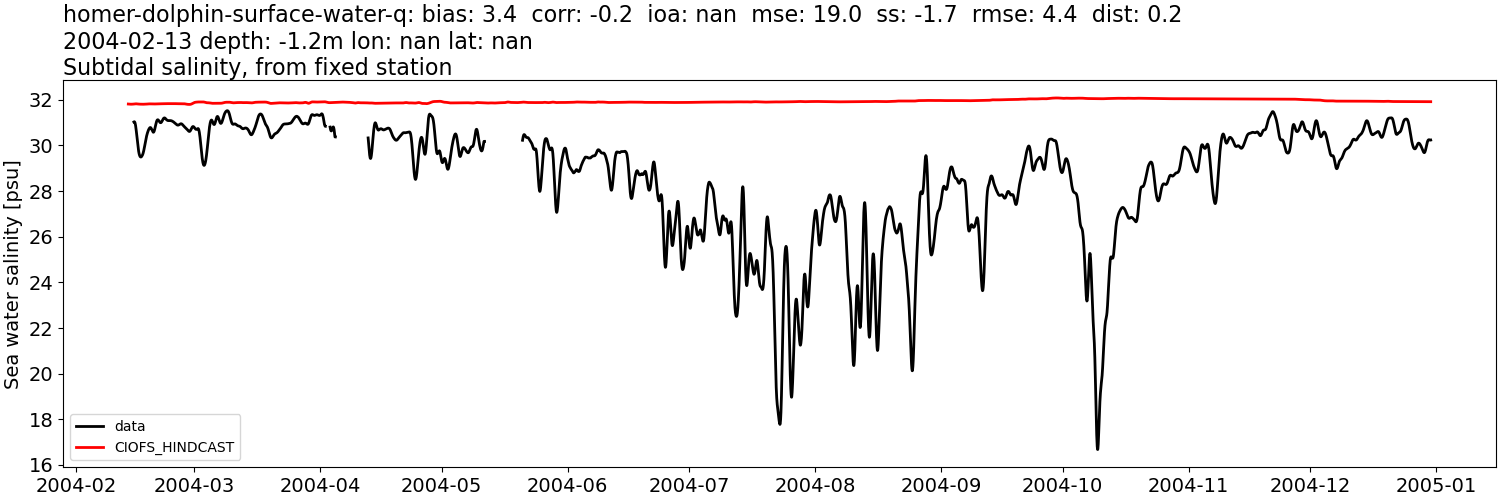 homer-dolphin-surface-water-q: bias: 3.4  corr: -0.2  ioa: nan  mse: 19.0  ss: -1.7  rmse: 4.4  dist: 0.2
2004-02-13 depth: -1.2m lon: nan lat: nan
Subtidal salinity, from fixed station
Sea water salinity [psu]
32
30
28
26
24
22
20
18
16
data
CIOFS_HINDCAST
2004-02 2004-03 2004-04 2004-05 2004-06 2004-07 2004-08 2004-09 2004-10 2004-11 2004-12 2005-01